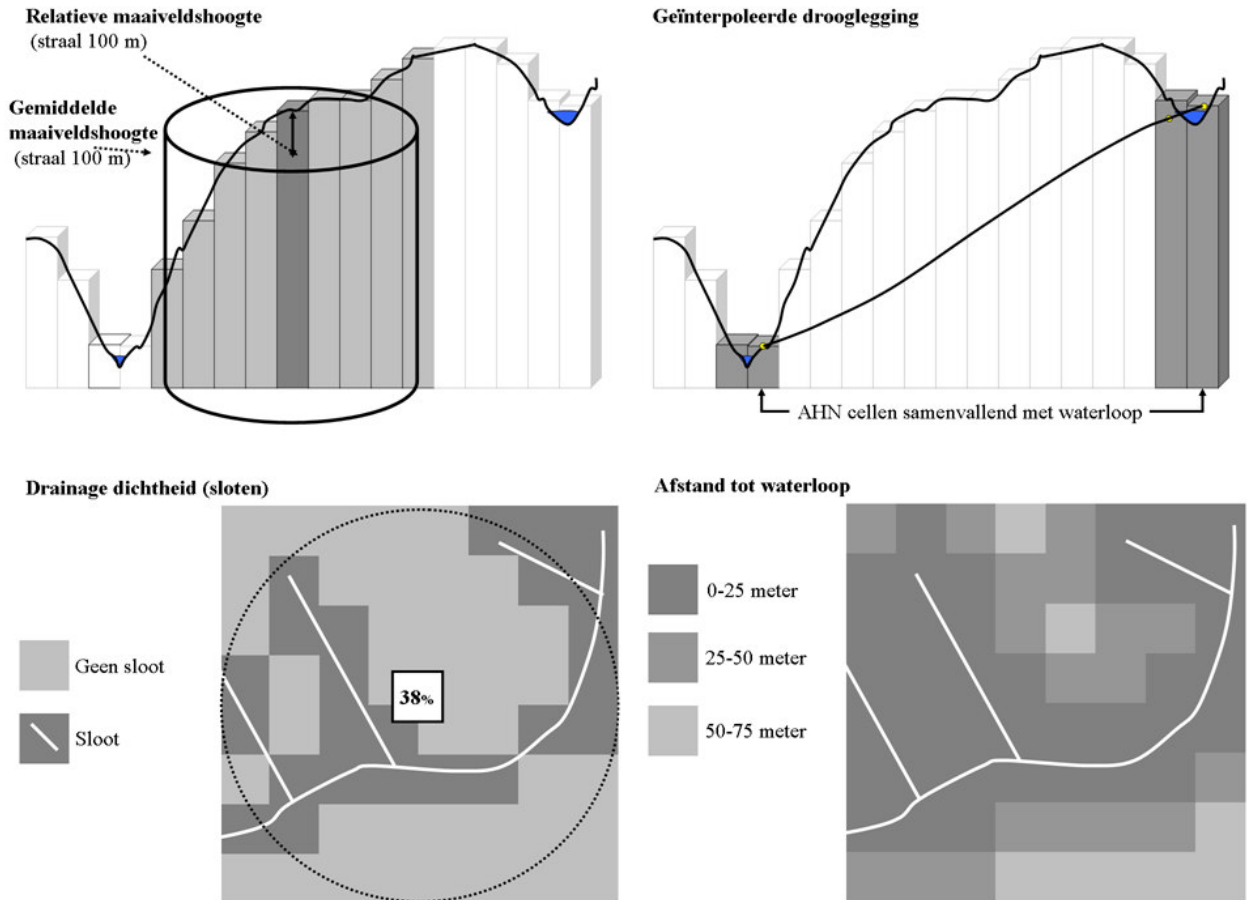 Relatieve maaiveldshoogte
(straal 100 m)
Gemiddelde
maaiveldshoogte
(straal 100 m)
Geïnterpoleerde drooglegging
AHN cellen samenvallend met waterloop
Drainage dichtheid (sloten)
Geen sloot
Sloot
38%
Afstand tot waterloop
0-25 meter
25-50 meter
50-75 meter